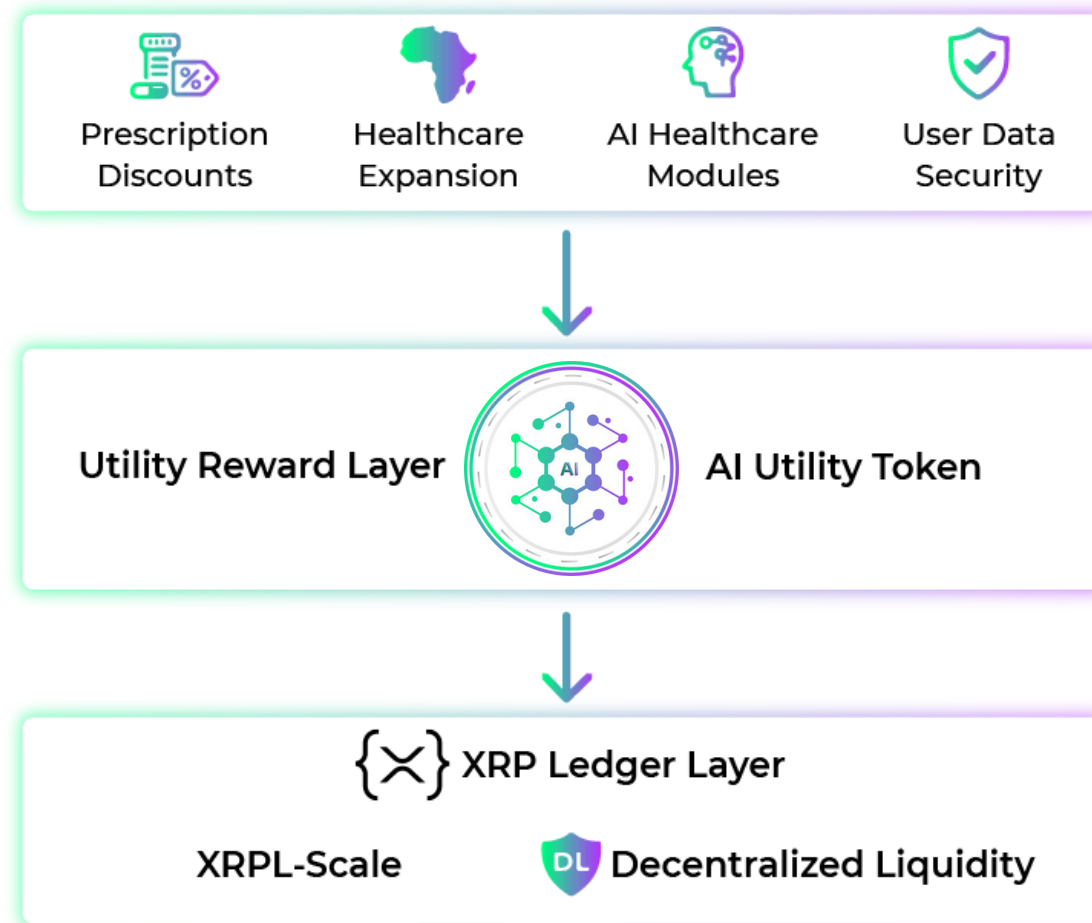 Prescription
Discounts
Healthcare
Expansion
AI Healthcare
Modules
User Data
Security
Utility Reward Layer
AI
AI Utility Token
XRP Ledger Layer
XRPL-Scale
DL
Decentralized Liquidity